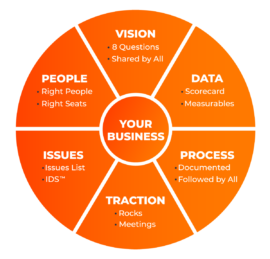 VISION
• 8 Questions
• Shared by All
DATA
• Scorecard
• Measurables
PROCESS
• Documented
• Followed by All
TRACTION
• Rocks
• Meetings
ISSUES
• Issues List
• IDS™
PEOPLE
• Right People
• Right Seats
YOUR
BUSINESS